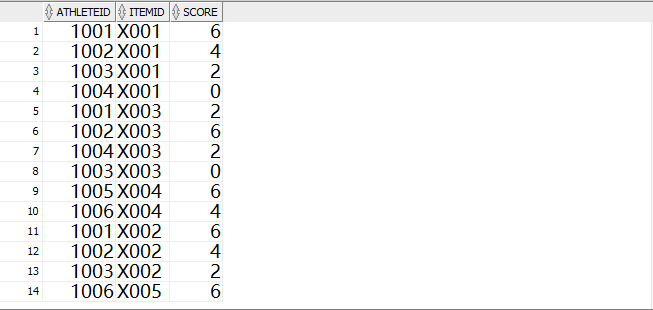 ATHLETEID ITEMID SCORE
1 1001 X001 6
2 1002 X001 4
3 1003 X001 2
4 1004 X001 0
5 1001 X003 2
6 1002 X003 6
7 1004 X003 2
8 1003 X003 0
9 1005 X004 6
10 1006 X004 4
11 1001 X002 6
12 1002 X002 4
13 1003 X002 2
14 1006 X005 6